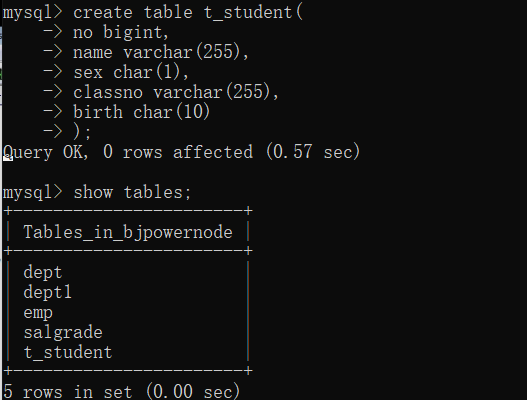 mysql> create table t_student(
    -> no bigint,
    -> name varchar(255),
    -> sex char(1),
    -> classno varchar(255),
    -> birth char(10)
    -> );
Query OK, 0 rows affected (0.57 sec)

mysql> show tables;
+----------------------+
| Tables_in_bjpowernode |
+----------------------+
| dept                 |
| dept1                |
| emp                  |
| salgrade             |
| t_student            |
+----------------------+
5 rows in set (0.00 sec)